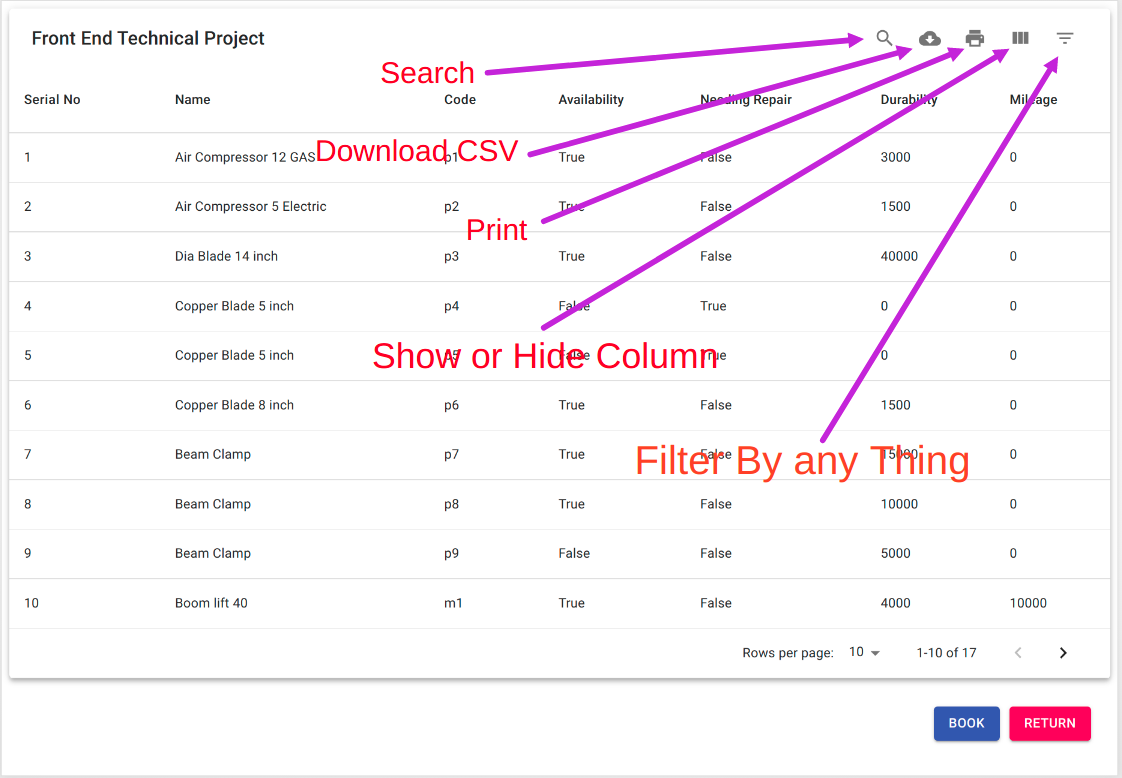 Front End Technical Project
Search
Serial No Name Code Availability Needing Repair Durability Mileage
Download CSV
1 Air Compressor 12 GAS p1 True False 3000 0
2 Air Compressor 5 Electric p2 True False 1500 0
Print
3 Dia Blade 14 inch p3 True False 40000 0
4 Copper Blade 5 inch p4 False True 0 0
Show or Hide Column
5 Copper Blade 5 inch p5 False True 0 0
6 Copper Blade 8 inch p6 True False 1500 0
Filter By any Thing
7 Beam Clamp p7 True False 15000 0
8 Beam Clamp p8 True False 10000 0
9 Beam Clamp p9 False False 5000 0
10 Boom lift 40 m1 True False 4000 10000
Rows per page: 10 1-10 of 17
BOOK RETURN